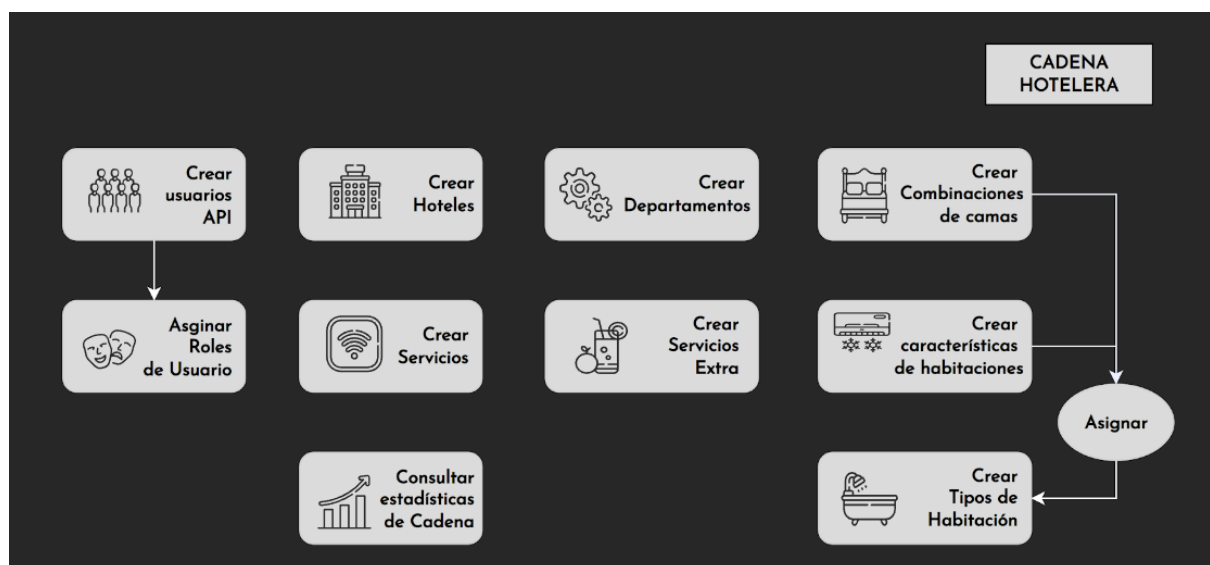 CADENA
HOTELERA
Crear
usuarios
API
Crear
Hoteles
Crear
Departamentos
Crear
Combinaciones
de camas
Asginar
Roles
de Usuario
Crear
Servicios
Crear
Servicios
Extra
Crear
características
de habitaciones
Asignar
Consultar
estadísticas
de Cadena
Crear
Tipos de
Habitación